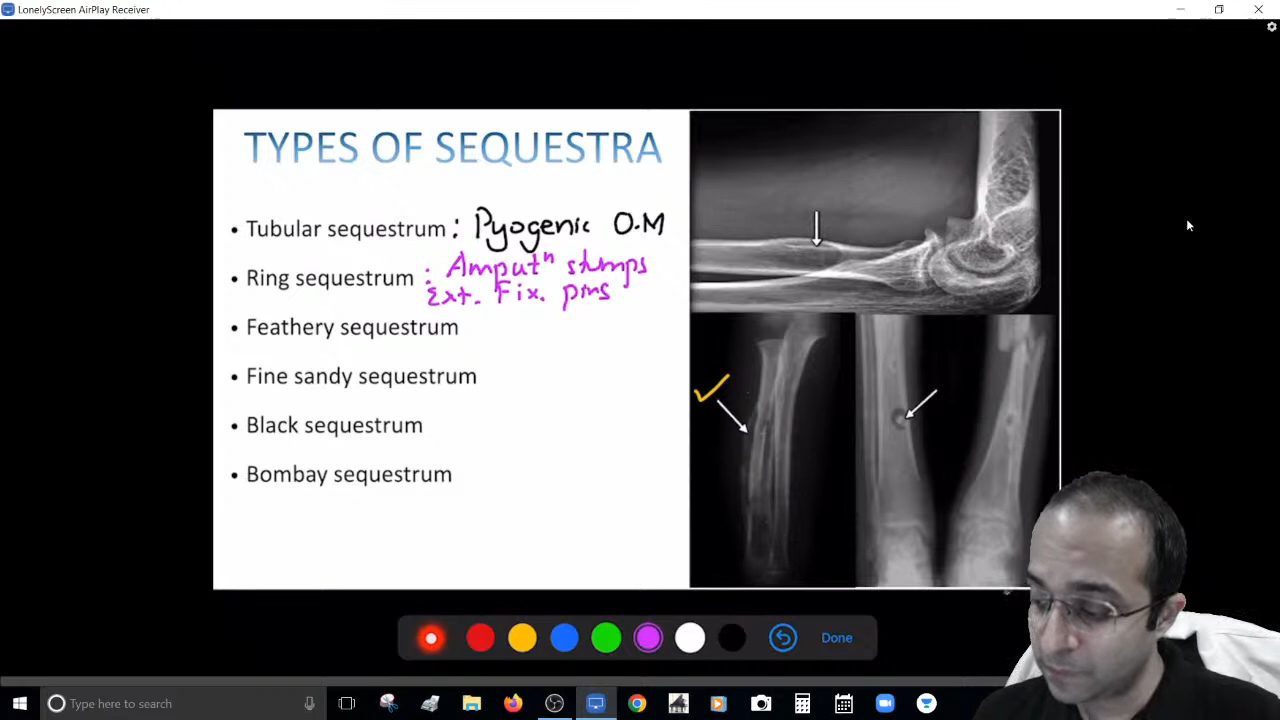 LonelyScreen AirPlay Receiver
TYPES OF SEQUESTRA
• Tubular sequestrum : Pyogenic O.M
• Ring sequestrum : Amputⁿ stumps
Ext. Fix. pins
• Feathery sequestrum
• Fine sandy sequestrum
• Black sequestrum
• Bombay sequestrum
Done
Type here to search